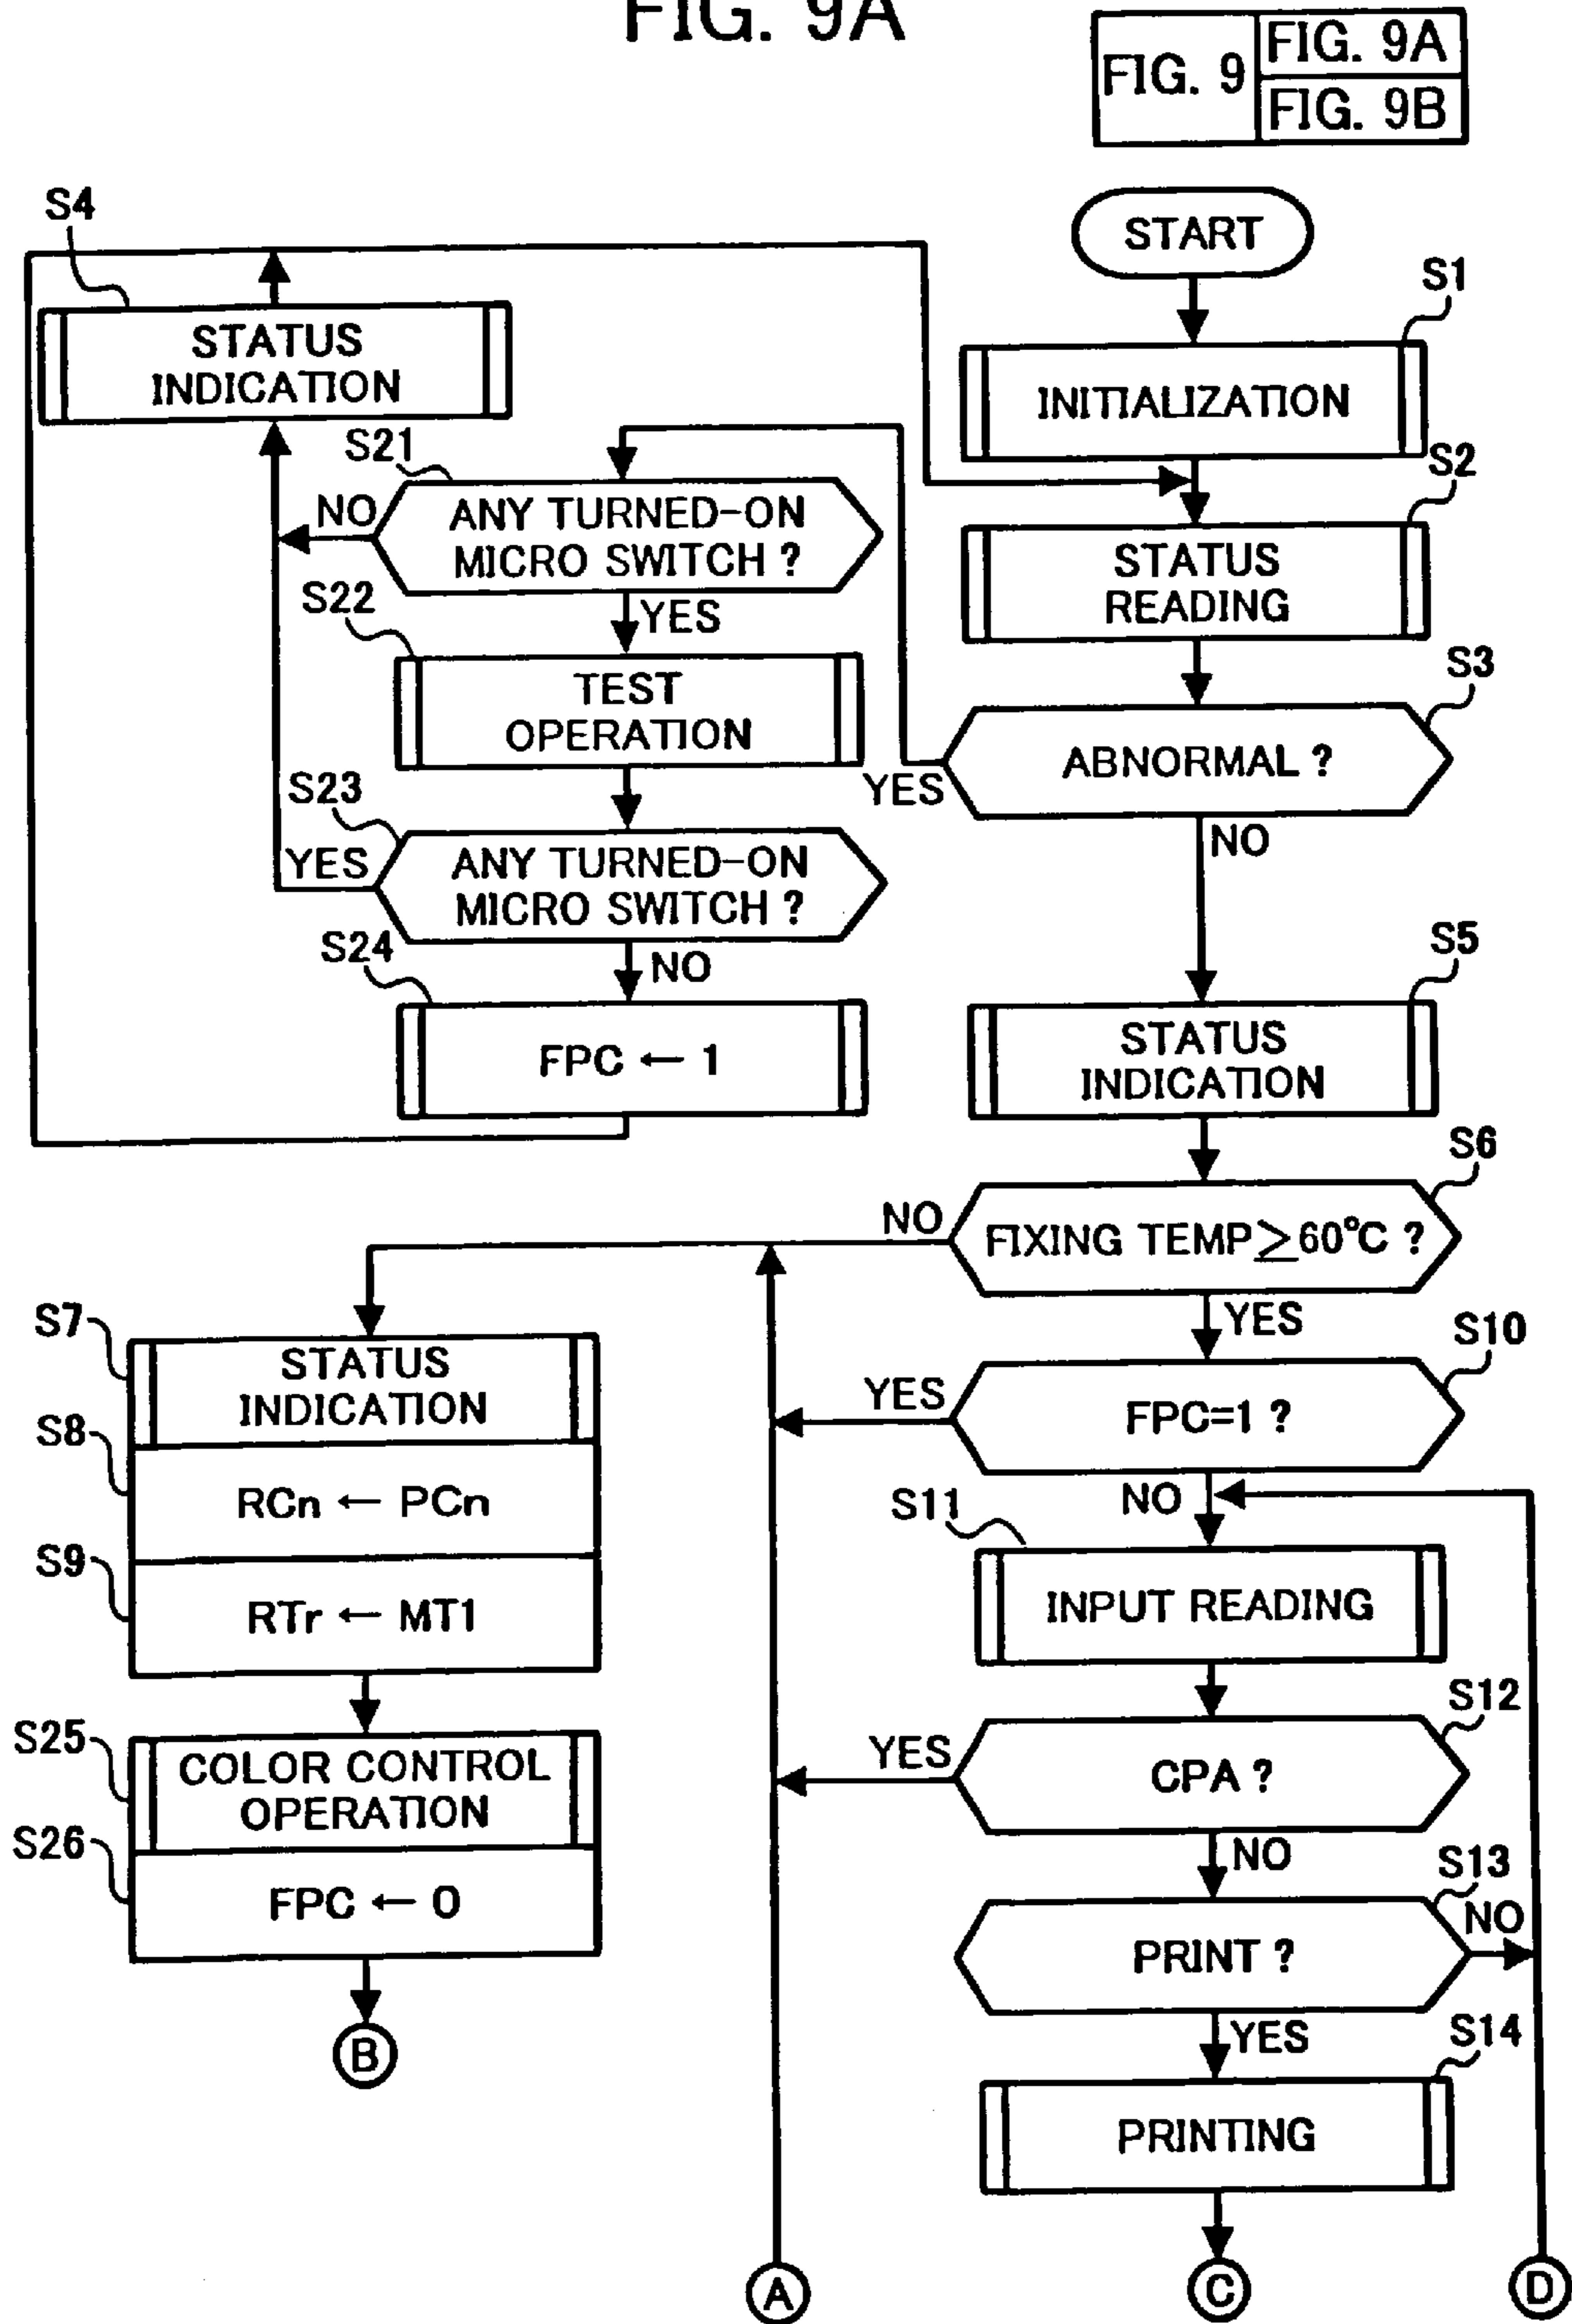 FIG. 9A
FIG. 9
FIG. 9A
FIG. 9B
START
S1
INITIALIZATION
S2
STATUS
READING
S3
ABNORMAL ?
YES
NO
S4
STATUS
INDICATION
S21
ANY TURNED-ON
MICRO SWITCH ?
NO
YES
S22
TEST
OPERATION
S23
ANY TURNED-ON
MICRO SWITCH ?
YES
NO
S24
FPC ← 1
S5
STATUS
INDICATION
S6
FIXING TEMP≥60°C ?
NO
YES
S7
STATUS
INDICATION
S8
RCn ← PCn
S9
RTr ← MT1
S25
COLOR CONTROL
OPERATION
S26
FPC ← 0
B
S10
FPC=1 ?
YES
NO
S11
INPUT READING
S12
CPA ?
YES
NO
S13
PRINT ?
NO
YES
S14
PRINTING
A
C
D